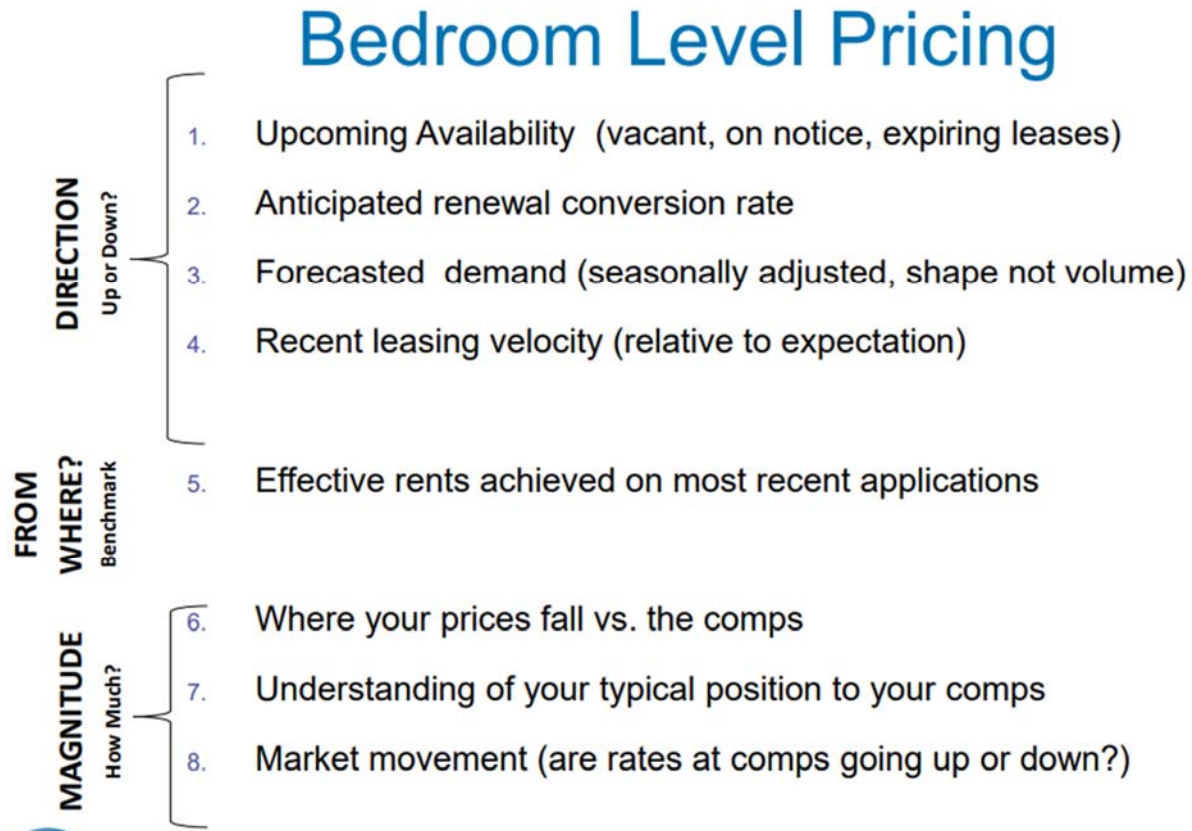 Bedroom Level Pricing
DIRECTION
Up or Down?
1. Upcoming Availability (vacant, on notice, expiring leases)
2. Anticipated renewal conversion rate
3. Forecasted demand (seasonally adjusted, shape not volume)
4. Recent leasing velocity (relative to expectation)
FROM
WHERE?
Benchmark
5. Effective rents achieved on most recent applications
MAGNITUDE
How Much?
6. Where your prices fall vs. the comps
7. Understanding of your typical position to your comps
8. Market movement (are rates at comps going up or down?)